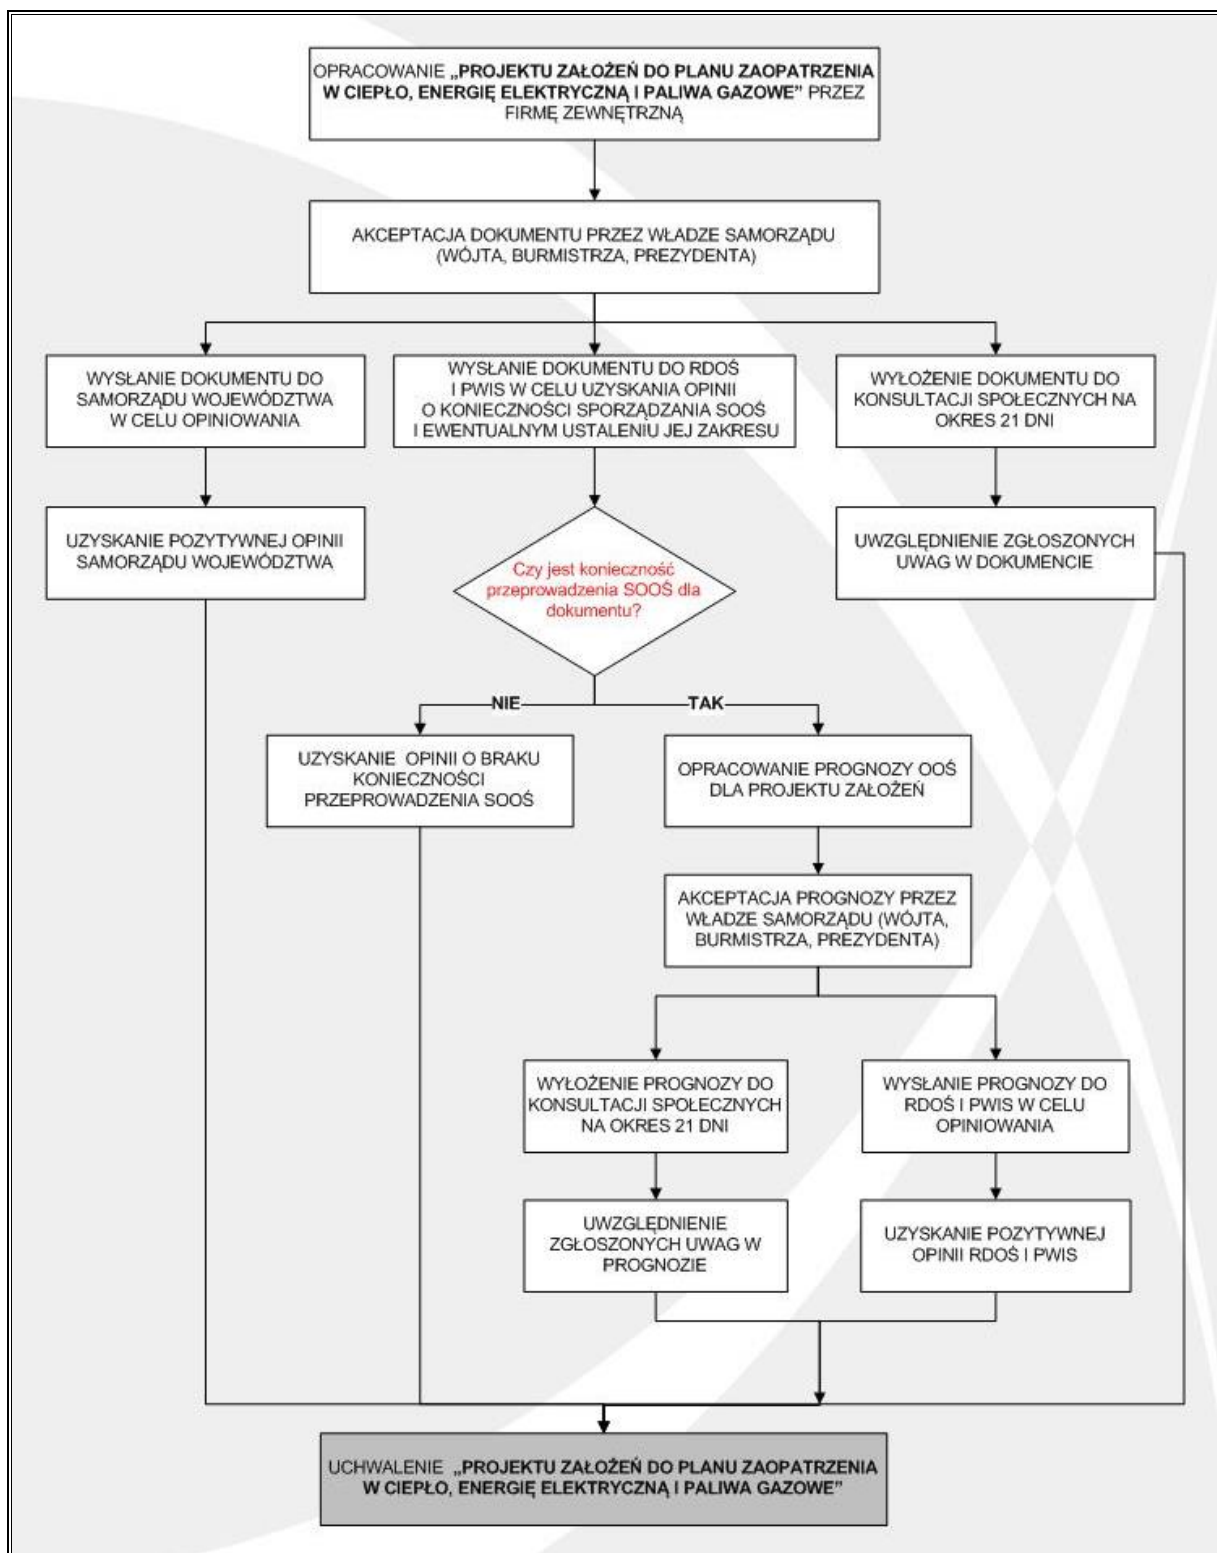 OPRACOWANIE „PROJEKTU ZAŁOŻEŃ DO PLANU ZAOPATRZENIA
W CIEPŁO, ENERGIĘ ELEKTRYCZNĄ I PALIWA GAZOWE” PRZEZ
FIRMĘ ZEWNĘTRZNĄ
AKCEPTACJA DOKUMENTU PRZEZ WŁADZE SAMORZĄDU
(WÓJTA, BURMISTRZA, PREZYDENTA)
WYSŁANIE DOKUMENTU DO
SAMORZĄDU WOJEWÓDZTWA
W CELU OPINIOWANIA
WYSŁANIE DOKUMENTU DO RDOŚ
I PWIS W CELU UZYSKANIA OPINII
O KONIECZNOŚCI SPORZĄDZANIA SOOŚ
I EWENTUALNYM USTALENIU JEJ ZAKRESU
WYŁOŻENIE DOKUMENTU DO
KONSULTACJI SPOŁECZNYCH NA
OKRES 21 DNI
UZYSKANIE POZYTYWNEJ OPINII
SAMORZĄDU WOJEWÓDZTWA
Czy jest konieczność
przeprowadzenia SOOŚ dla
dokumentu?
UWZGLĘDNIENIE ZGŁOSZONYCH
UWAG W DOKUMENCIE
NIE
TAK
UZYSKANIE OPINII O BRAKU
KONIECZNOŚCI
PRZEPROWADZENIA SOOŚ
OPRACOWANIE PROGNOZY OOŚ
DLA PROJEKTU ZAŁOŻEŃ
AKCEPTACJA PROGNOZY PRZEZ
WŁADZE SAMORZĄDU (WÓJTA,
BURMISTRZA, PREZYDENTA)
WYŁOŻENIE PROGNOZY DO
KONSULTACJI SPOŁECZNYCH
NA OKRES 21 DNI
WYSŁANIE PROGNOZY DO
RDOŚ I PWIS W CELU
OPINIOWANIA
UWZGLĘDNIENIE
ZGŁOSZONYCH UWAG W
PROGNOZIE
UZYSKANIE POZYTYWNEJ
OPINII RDOŚ I PWIS
UCHWALENIE „PROJEKTU ZAŁOŻEŃ DO PLANU ZAOPATRZENIA
W CIEPŁO, ENERGIĘ ELEKTRYCZNĄ I PALIWA GAZOWE”